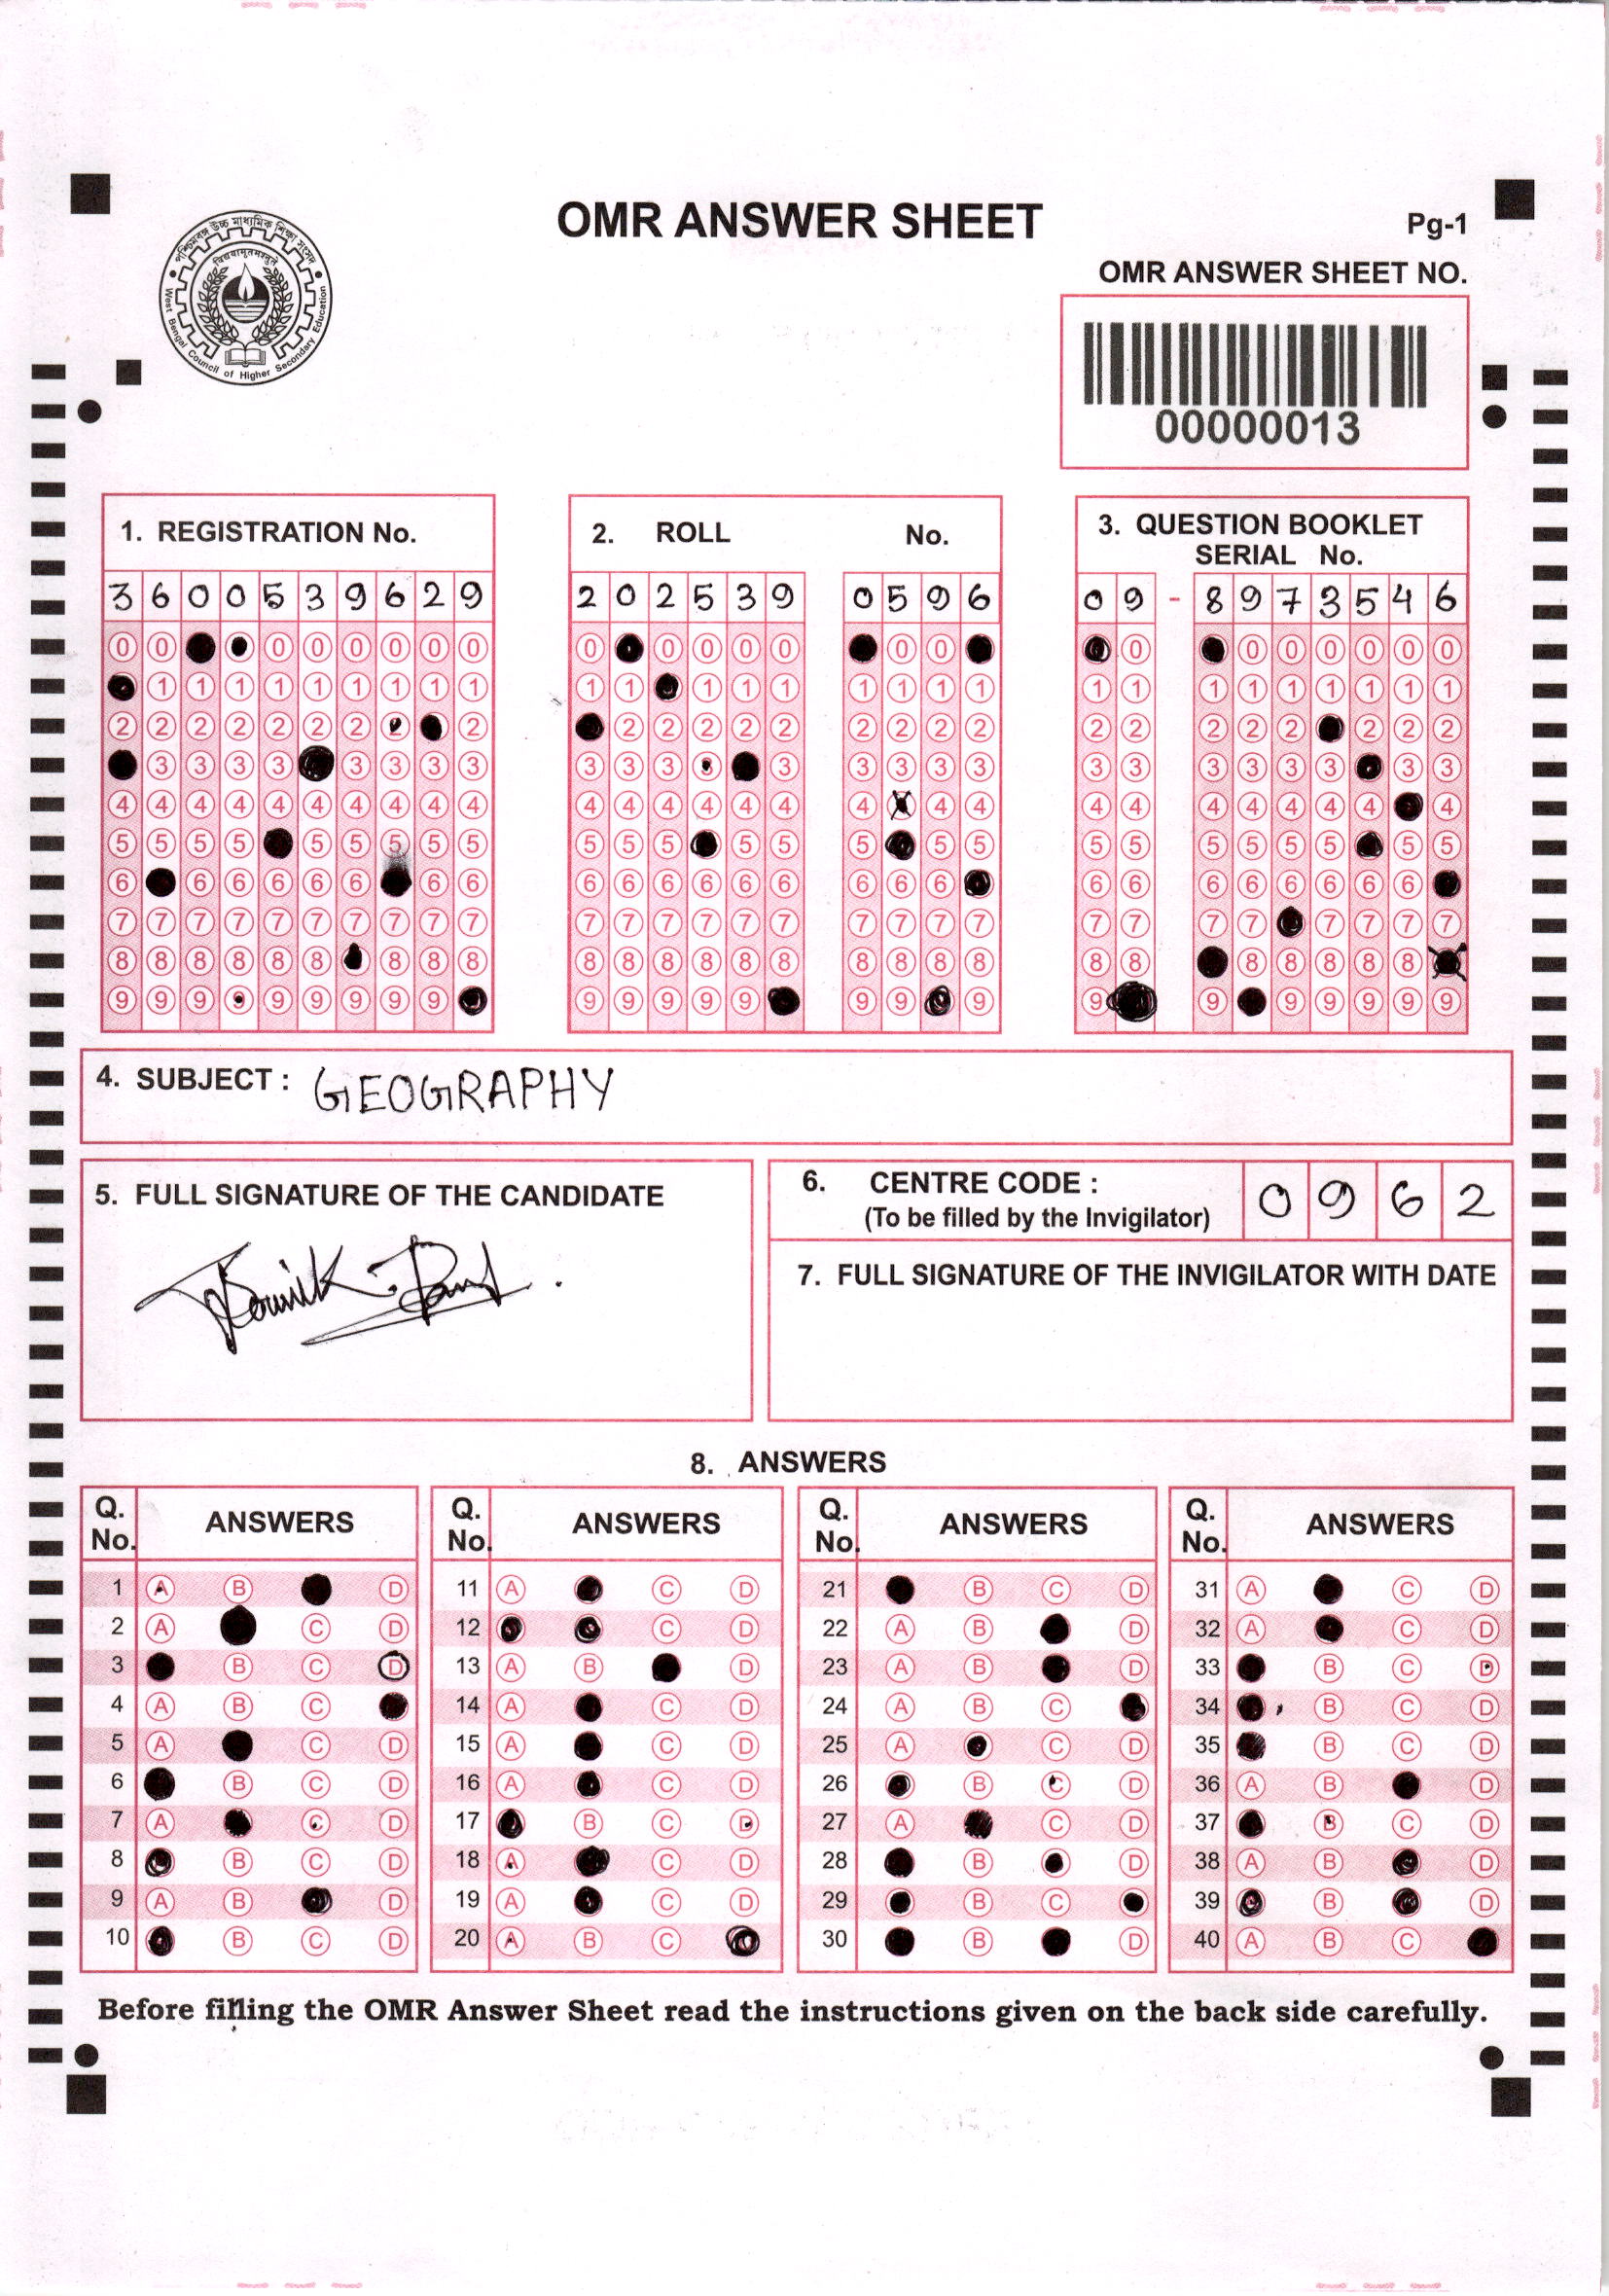 OMR ANSWER SHEET
Pg-1
OMR ANSWER SHEET NO.
00000013
পশ্চিমবঙ্গ উচ্চ মাধ্যমিক শিক্ষা সংসদ
West Bengal Council of Higher Secondary Education
1. REGISTRATION No.
3 6 0 0 5 3 9 6 2 9
2. ROLL No.
2 0 2 5 3 9 0 5 9 6
3. QUESTION BOOKLET
SERIAL No.
0 9 - 8 9 7 3 5 4 6
4. SUBJECT : GEOGRAPHY
5. FULL SIGNATURE OF THE CANDIDATE
6. CENTRE CODE : 0 9 6 2
(To be filled by the Invigilator)
7. FULL SIGNATURE OF THE INVIGILATOR WITH DATE
8. ANSWERS
Q. No. ANSWERS Q. No. ANSWERS Q. No. ANSWERS Q. No. ANSWERS
1 A B D 11 A C D 21 B C D 31 A C D
2 A C D 12 C D 22 A B D 32 A C D
3 B C D 13 A B D 23 A B D 33 B C D
4 A B C 14 A C D 24 A B C 34 B C D
5 A C D 15 A C D 25 A C D 35 B C D
6 B C D 16 A C D 26 B C D 36 A B D
7 A C D 17 B C D 27 A C D 37 B C D
8 B C D 18 A C D 28 B D 38 A B D
9 A B D 19 A C D 29 B C 39 B D
10 B C D 20 A B C 30 B D 40 A B C
Before filling the OMR Answer Sheet read the instructions given on the back side carefully.